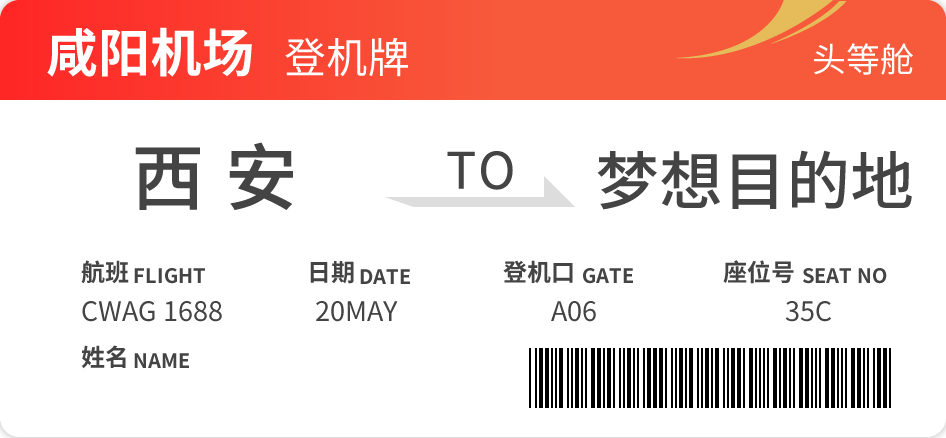 咸阳机场 登机牌 头等舱
西安 TO 梦想目的地
航班 FLIGHT 日期 DATE 登机口 GATE 座位号 SEAT NO
CWAG 1688 20MAY A06 35C
姓名 NAME